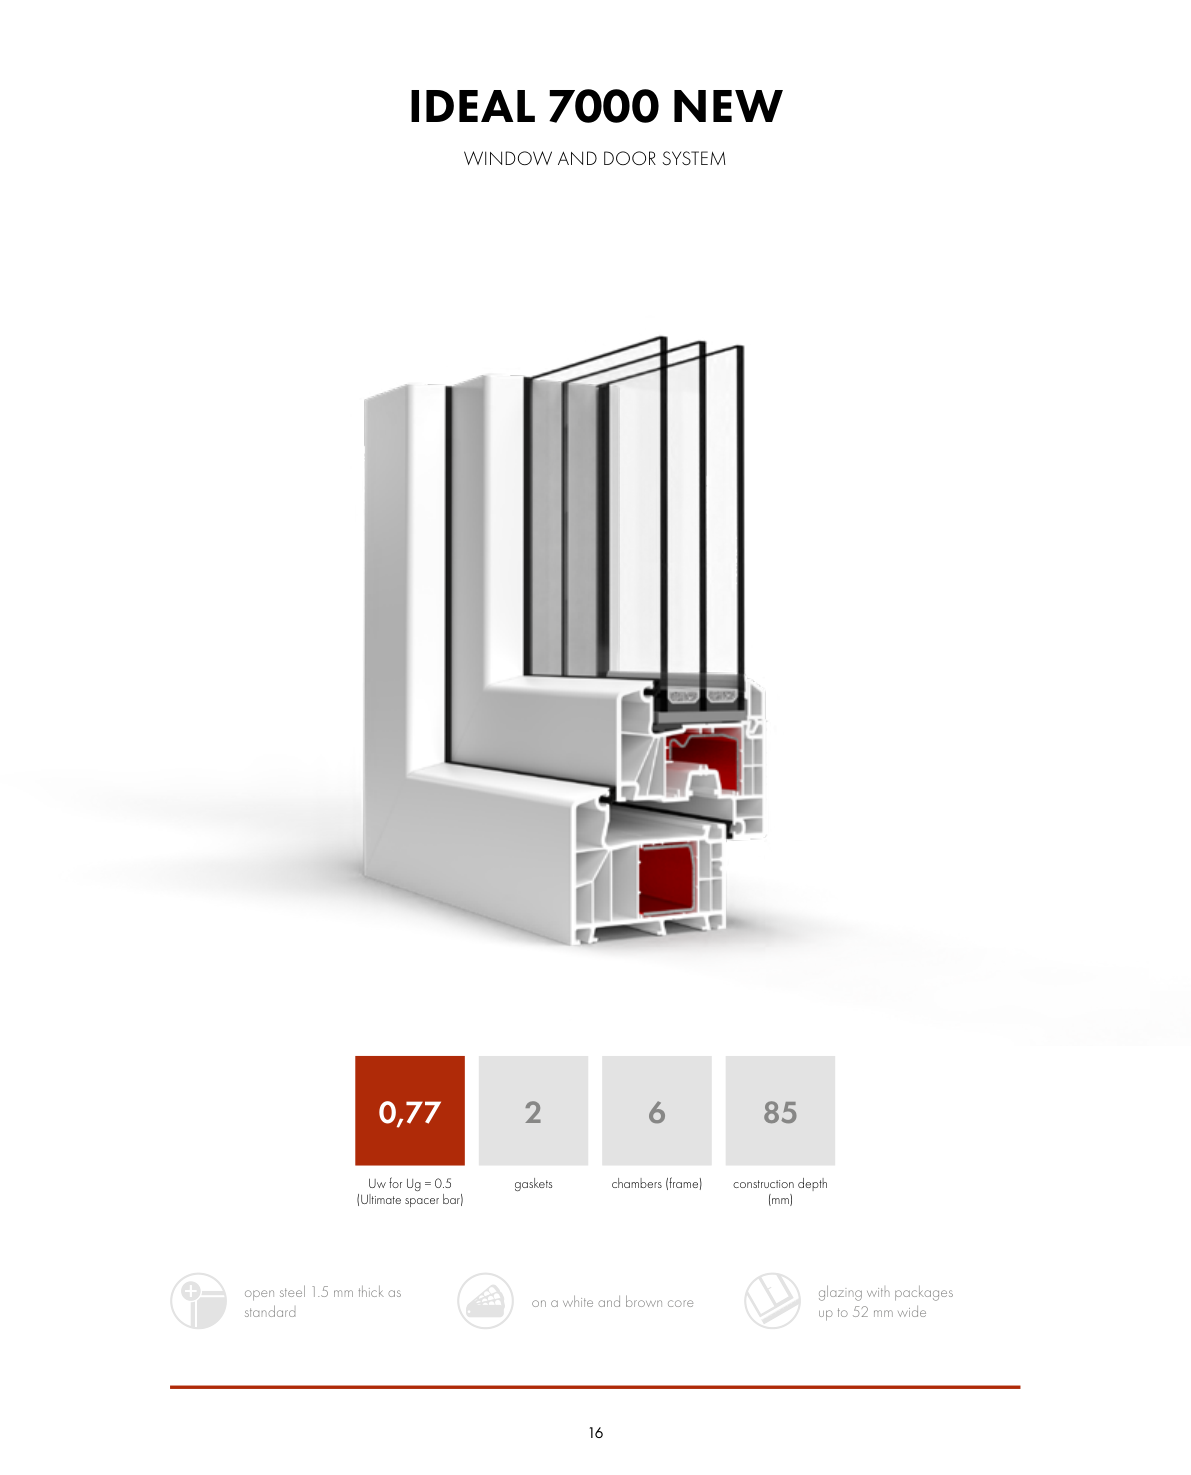 IDEAL 7000 NEW
WINDOW AND DOOR SYSTEM
0,77
2
6
85
Uw for Ug = 0.5
(Ultimate spacer bar)
gaskets
chambers (frame)
construction depth
(mm)
open steel 1.5 mm thick as
standard
on a white and brown core
glazing with packages
up to 52 mm wide
16